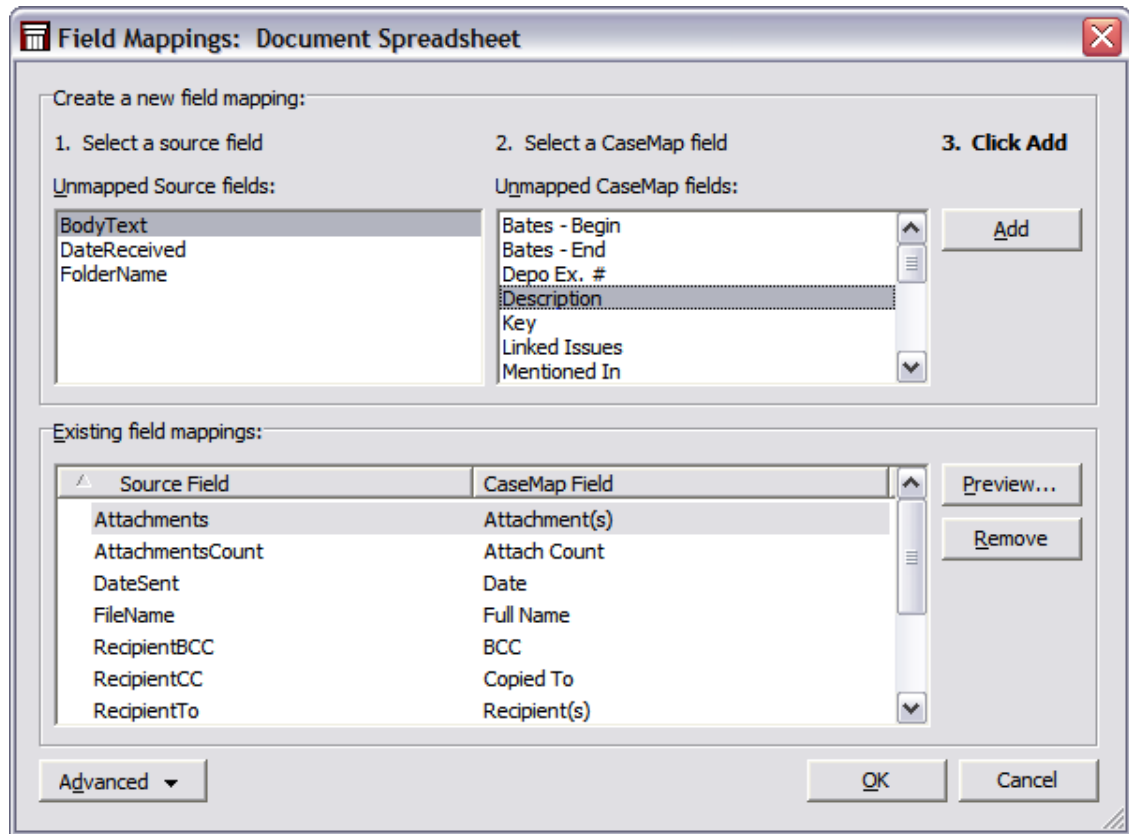 Field Mappings: Document Spreadsheet
Create a new field mapping:
1. Select a source field
2. Select a CaseMap field
3. Click Add
Unmapped Source fields:
Unmapped CaseMap fields:
BodyText
DateReceived
FolderName
Bates - Begin
Bates - End
Depo Ex. #
Description
Key
Linked Issues
Mentioned In
Add
Existing field mappings:
Source Field CaseMap Field
Attachments Attachment(s)
AttachmentsCount Attach Count
DateSent Date
FileName Full Name
RecipientBCC BCC
RecipientCC Copied To
RecipientTo Recipient(s)
Preview...
Remove
Advanced
OK
Cancel